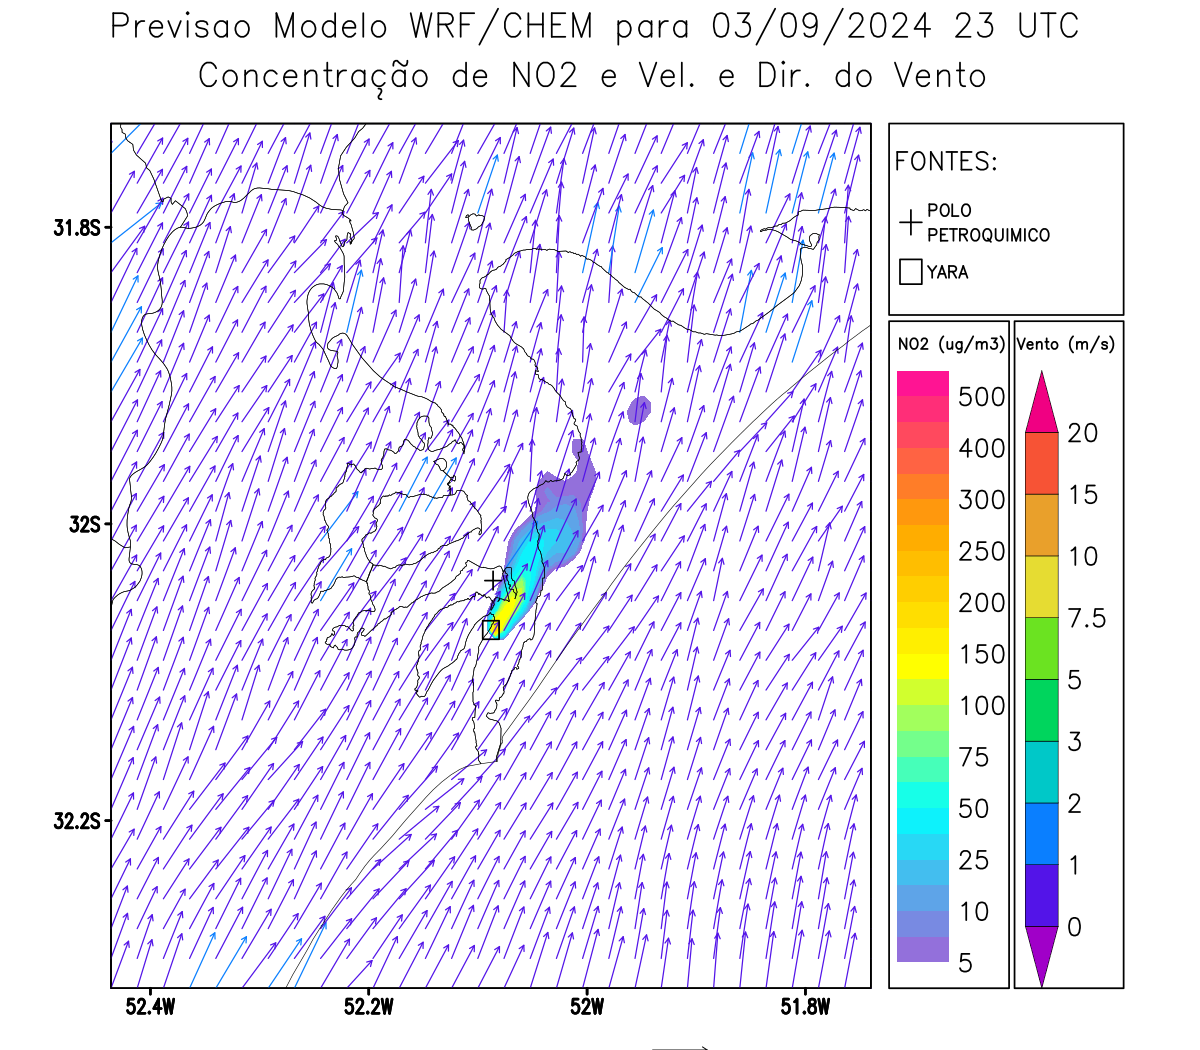 Previsao Modelo WRF/CHEM para 03/09/2024 23 UTC
Concentração de NO2 e Vel. e Dir. do Vento
FONTES:
POLO
PETROQUIMICO
YARA
NO2 (ug/m3)
500
400
300
250
200
150
100
75
50
25
10
5
Vento (m/s)
20
15
10
7.5
5
3
2
1
0
31.8S
32S
32.2S
52.4W
52.2W
52W
51.8W